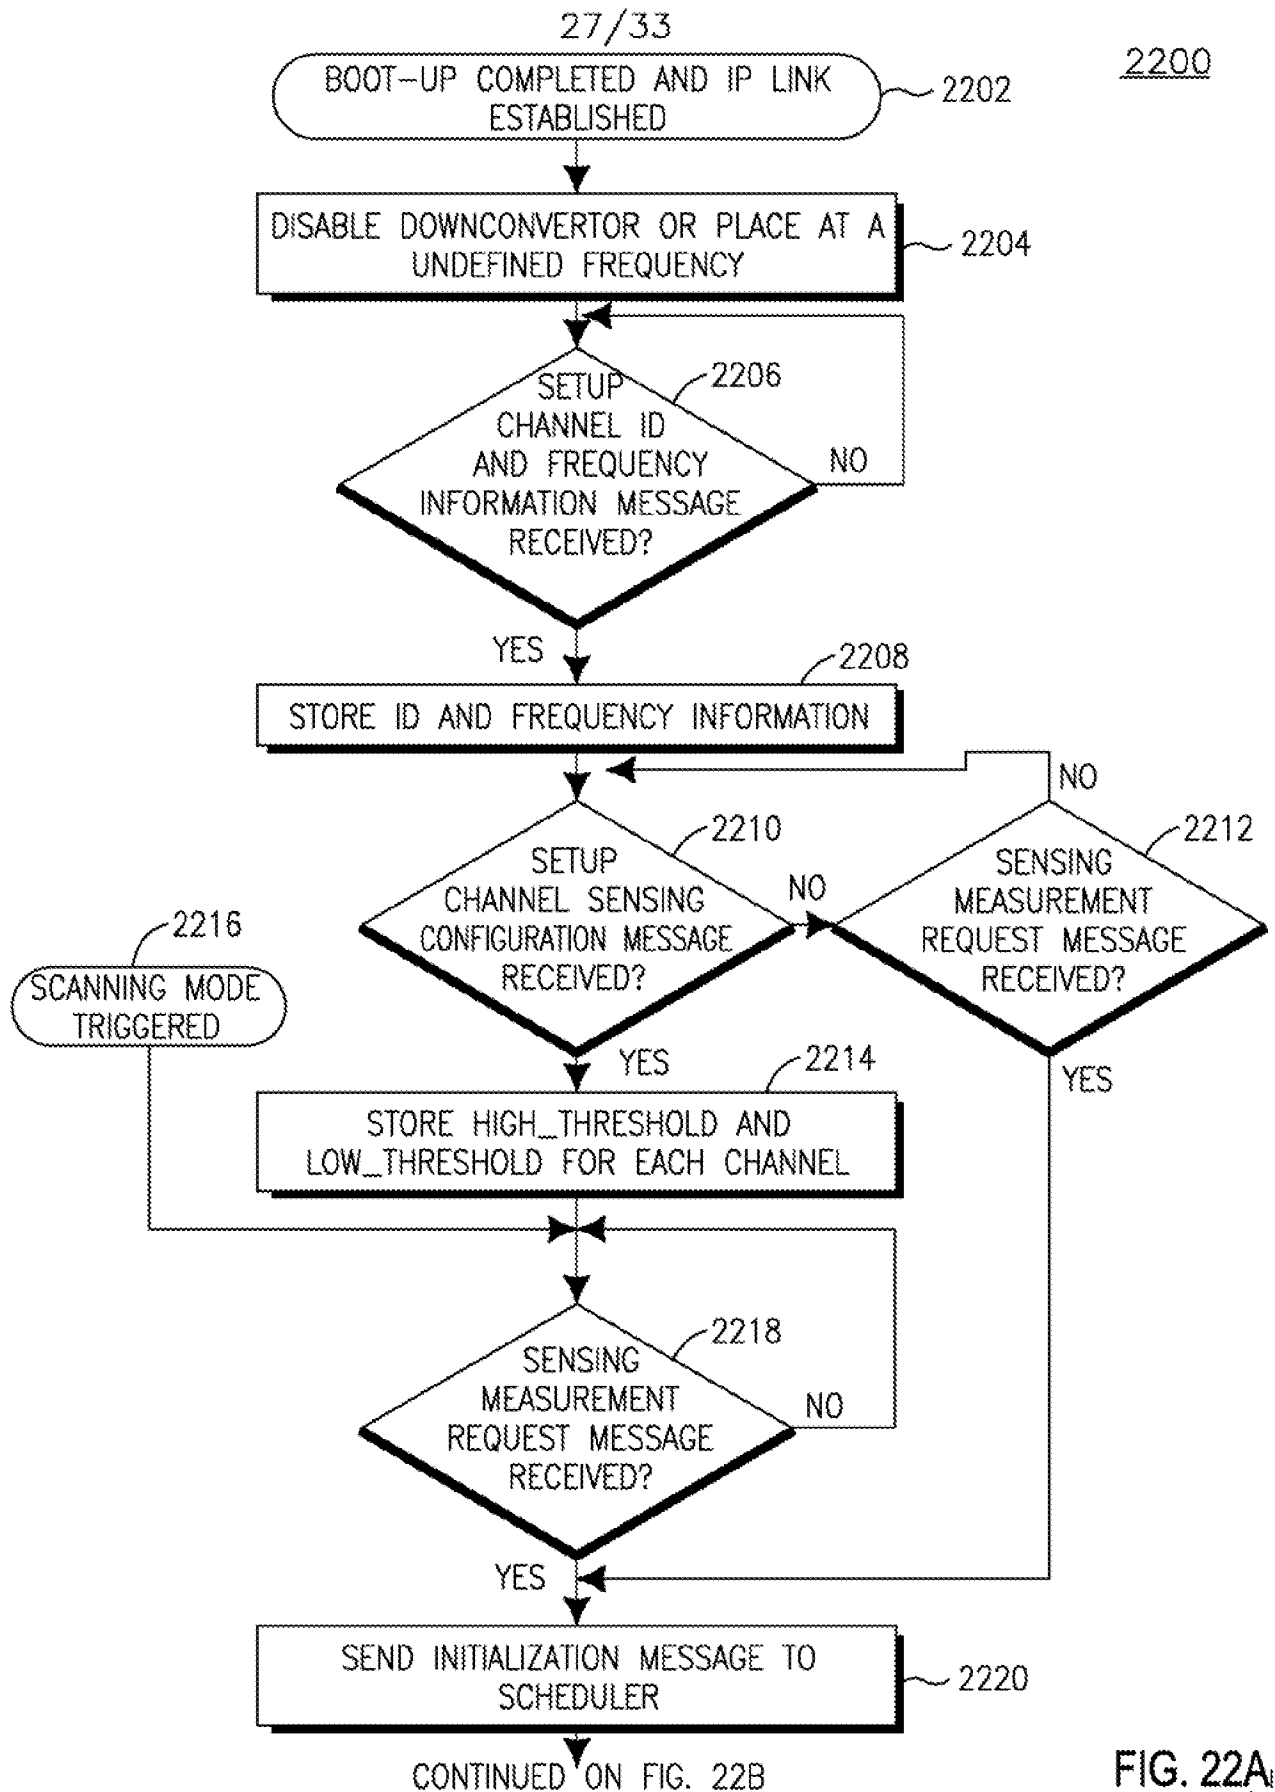 27/33
2200
BOOT-UP COMPLETED AND IP LINK
ESTABLISHED
2202
DISABLE DOWNCONVERTOR OR PLACE AT A
UNDEFINED FREQUENCY
2204
2206
SETUP
CHANNEL ID
AND FREQUENCY
INFORMATION MESSAGE
RECEIVED?
NO
YES
2208
STORE ID AND FREQUENCY INFORMATION
NO
2210
SETUP
CHANNEL SENSING
CONFIGURATION MESSAGE
RECEIVED?
NO
2212
SENSING
MEASUREMENT
REQUEST MESSAGE
RECEIVED?
2216
SCANNING MODE
TRIGGERED
YES
YES
2214
STORE HIGH_THRESHOLD AND
LOW_THRESHOLD FOR EACH CHANNEL
2218
SENSING
MEASUREMENT
REQUEST MESSAGE
RECEIVED?
NO
YES
SEND INITIALIZATION MESSAGE TO
SCHEDULER
2220
CONTINUED ON FIG. 22B
FIG. 22A